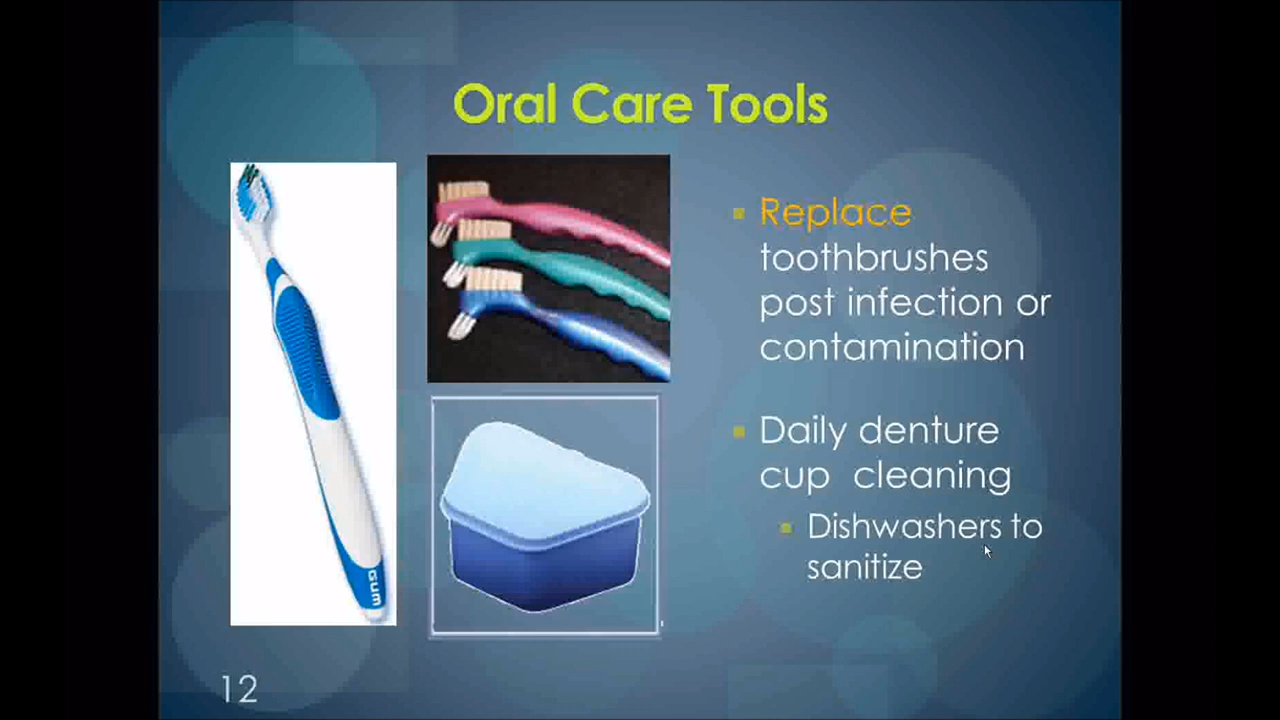 Oral Care Tools
Replace
toothbrushes
post infection or
contamination
Daily denture
cup cleaning
Dishwashers to
sanitize
GUM
12